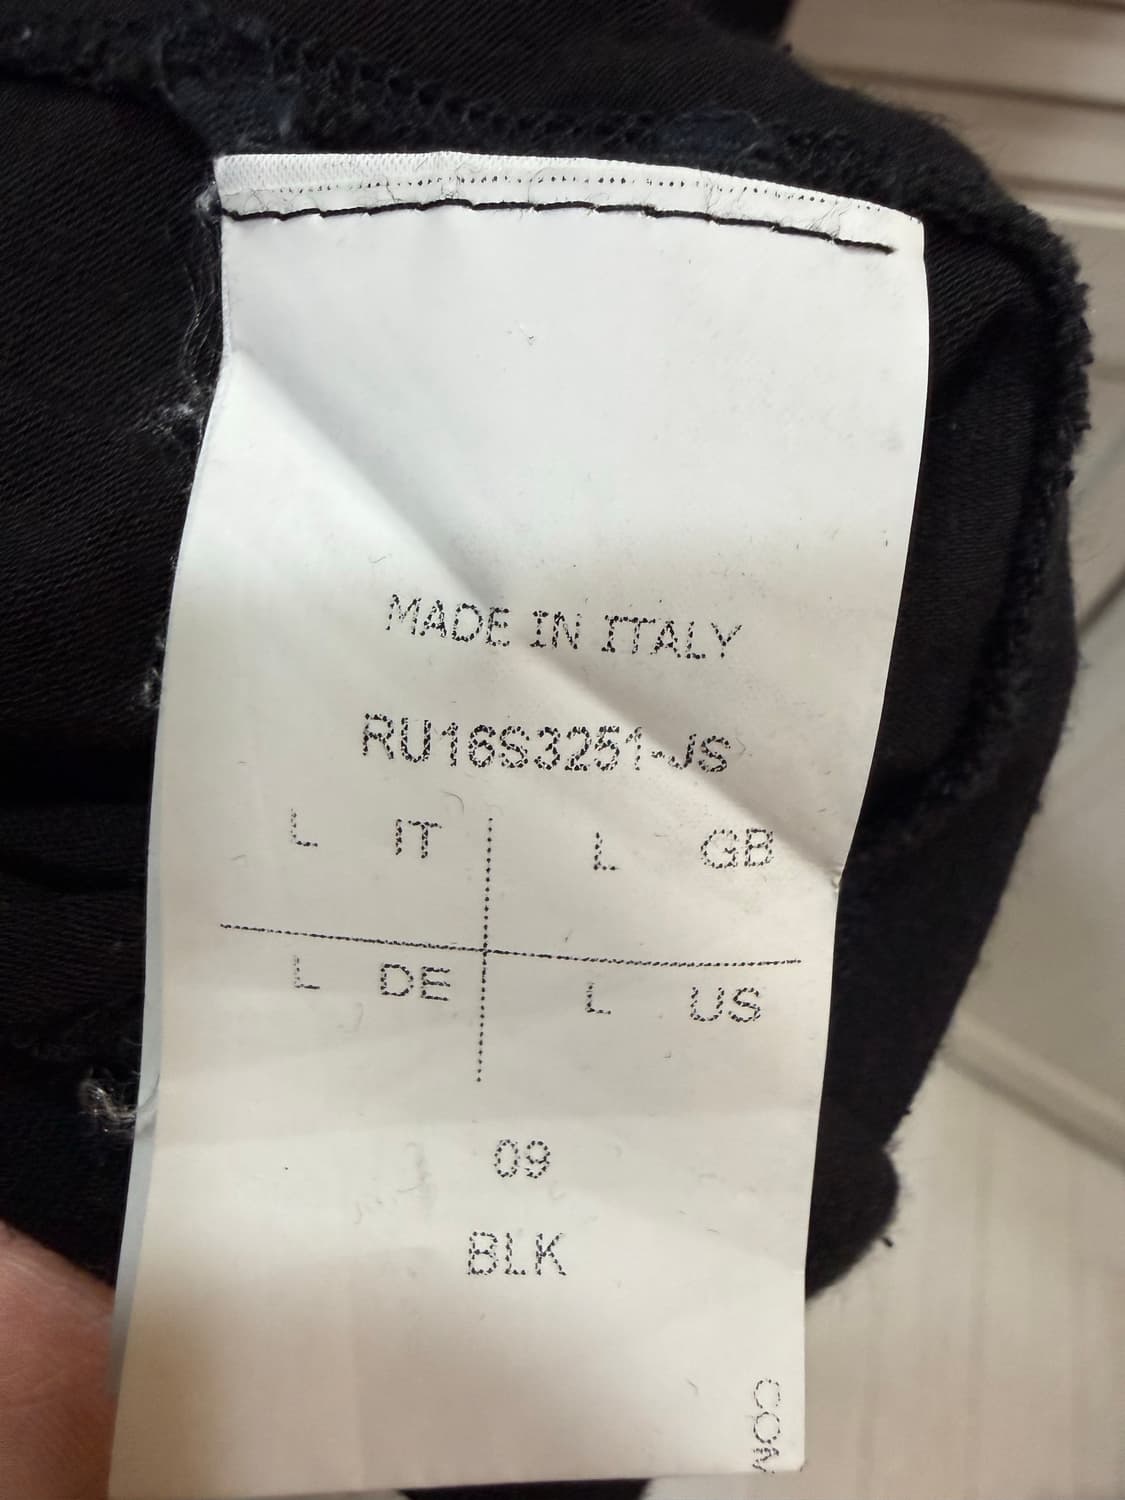 MADE IN ITALY
RU16S3251-JS
L IT L GB
L DE L US
09
BLK